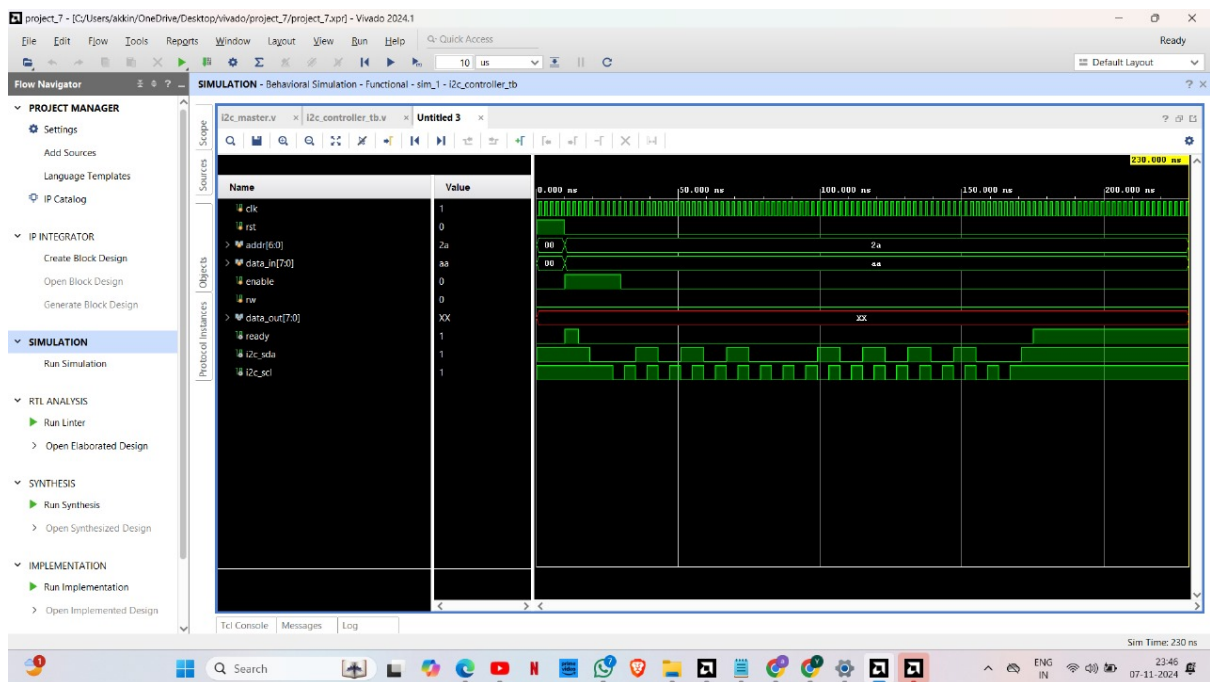 project_7 - [C:/Users/akkin/OneDrive/Desktop/vivado/project_7/project_7.xpr] - Vivado 2024.1
File Edit Flow Tools Reports Window Layout View Run Help Quick Access
Ready
10 us
Default Layout
Flow Navigator
SIMULATION - Behavioral Simulation - Functional - sim_1 - i2c_controller_tb
PROJECT MANAGER
Settings
Add Sources
Language Templates
IP Catalog
IP INTEGRATOR
Create Block Design
Open Block Design
Generate Block Design
SIMULATION
Run Simulation
RTL ANALYSIS
Run Linter
Open Elaborated Design
SYNTHESIS
Run Synthesis
Open Synthesized Design
IMPLEMENTATION
Run Implementation
Open Implemented Design
Scope
Sources
Objects
Protocol Instances
i2c_master.v × i2c_controller_tb.v × Untitled 3 ×
230.000 ns
Name Value 0.000 ns 50.000 ns 100.000 ns 150.000 ns 200.000 ns
clk 1
rst 0
addr[6:0] 2a 00 2a
data_in[7:0] aa 00 aa
enable 0
rw 0
data_out[7:0] XX XX
ready 1
i2c_sda 1
i2c_scl 1
Tcl Console Messages Log
Sim Time: 230 ns
Search
ENG
IN
23:46
07-11-2024